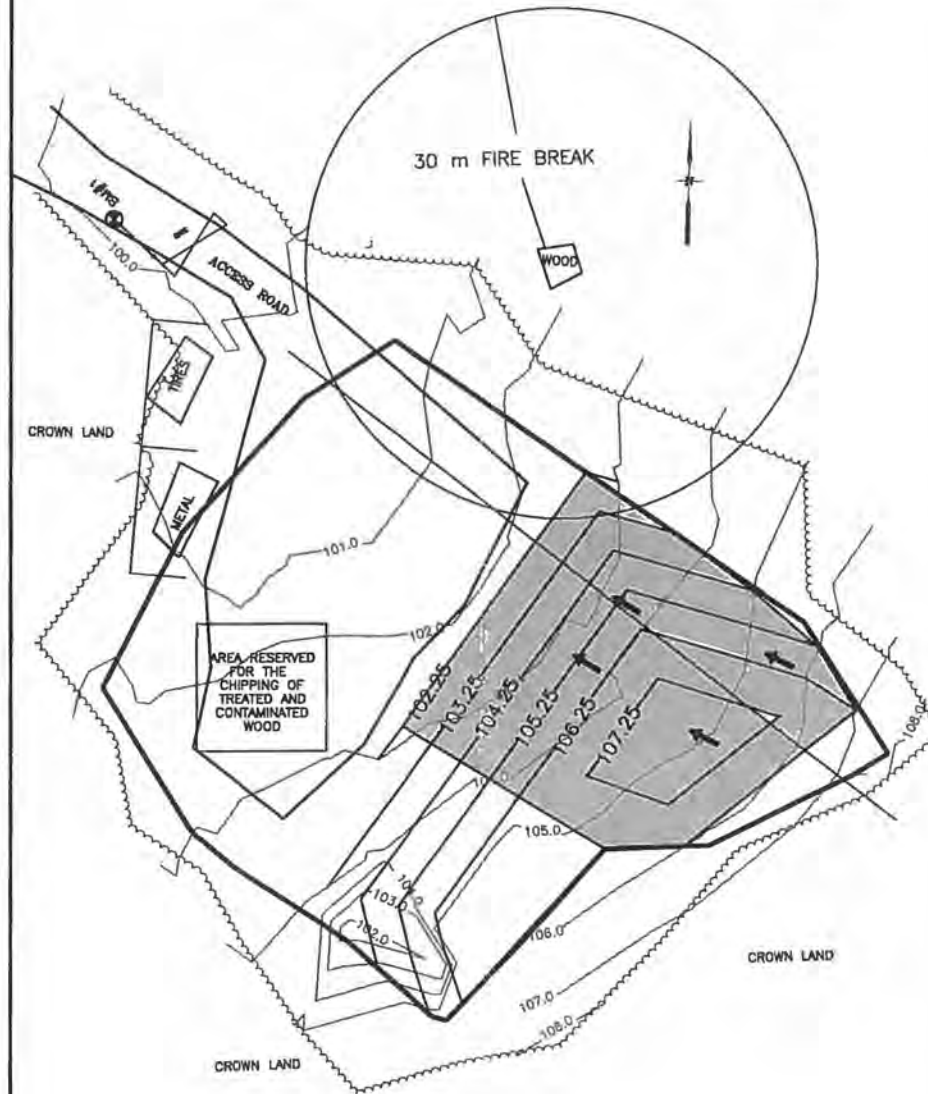 30 m FIRE BREAK
WOOD
BM#1
100.0
ACCESS ROAD
TIRES
CROWN LAND
METAL
101.0
102.0
AREA RESERVED
FOR THE
CHIPPING OF
TREATED AND
CONTAMINATED
WOOD
102.25
103.25
104.25
105.25
106.25
107.25
108.0
105.0
103.0
102.0
106.0
CROWN LAND
107.0
108.0
CROWN LAND